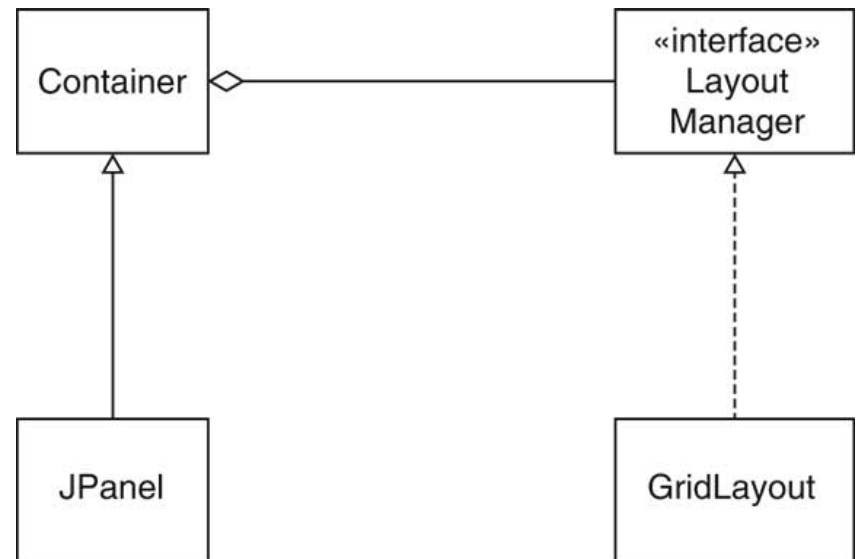 Container
«interface»
Layout
Manager
JPanel
GridLayout